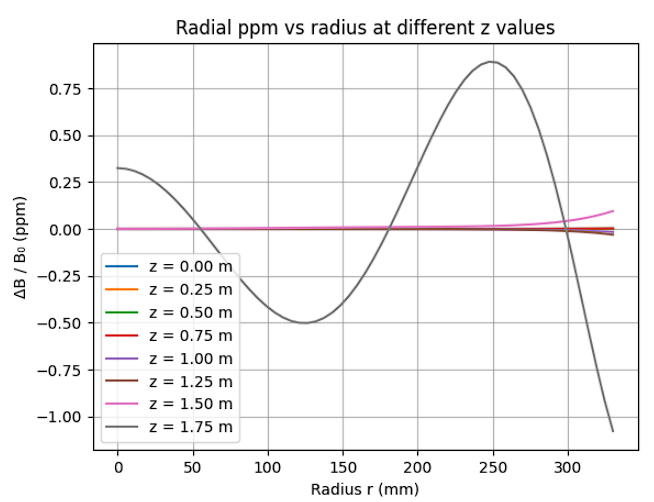 Radial ppm vs radius at different z values
ΔB / B₀ (ppm)
0.75
0.50
0.25
0.00
−0.25
−0.50
−0.75
−1.00
z = 0.00 m
z = 0.25 m
z = 0.50 m
z = 0.75 m
z = 1.00 m
z = 1.25 m
z = 1.50 m
z = 1.75 m
0 50 100 150 200 250 300
Radius r (mm)